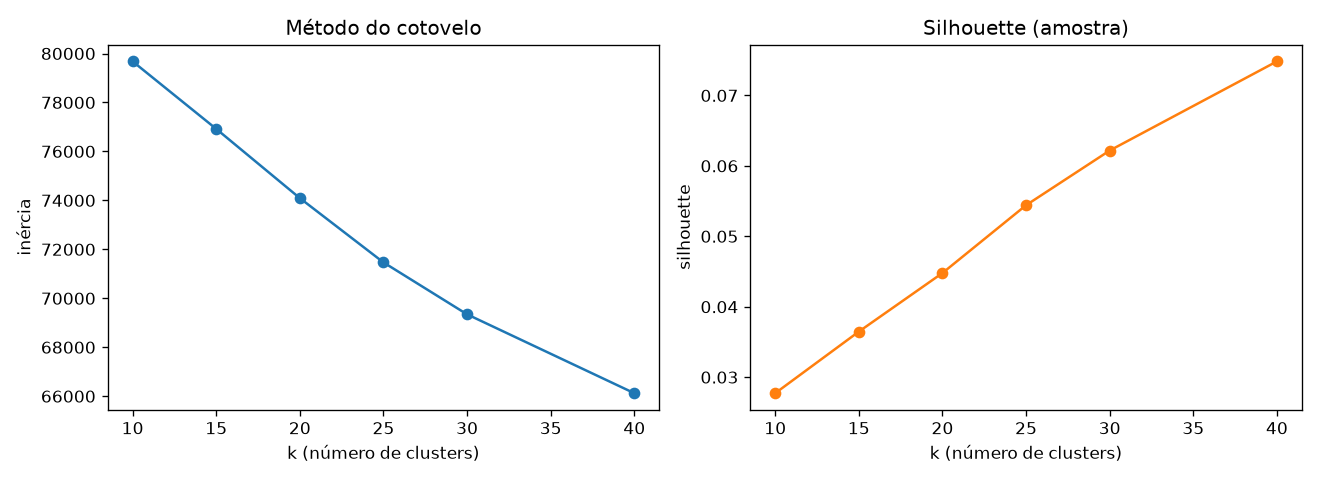 Método do cotovelo
80000
78000
76000
74000
72000
70000
68000
66000
inércia
10 15 20 25 30 35 40
k (número de clusters)
Silhouette (amostra)
0.07
0.06
0.05
0.04
0.03
silhouette
10 15 20 25 30 35 40
k (número de clusters)